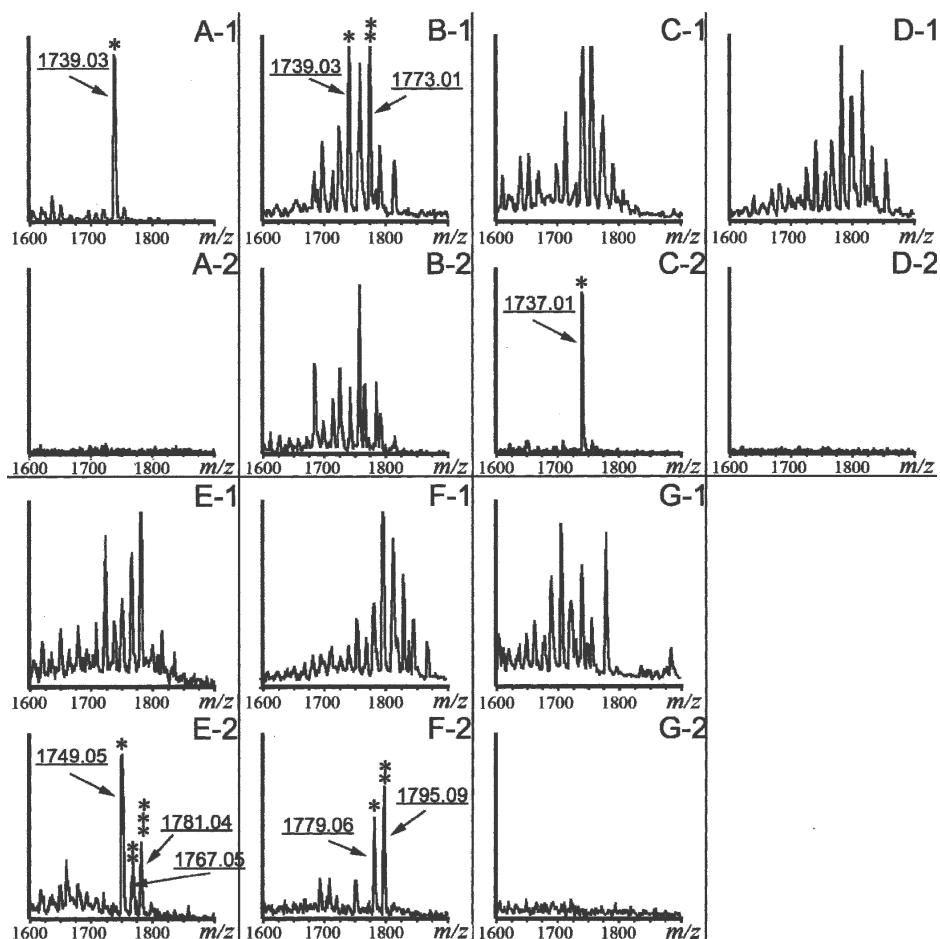 A-1
*
1739.03
1600 1700 1800 m/z
B-1
* **
1739.03
1773.01
1600 1700 1800 m/z
C-1
1600 1700 1800 m/z
D-1
1600 1700 1800 m/z
A-2
1600 1700 1800 m/z
B-2
1600 1700 1800 m/z
C-2
*
1737.01
1600 1700 1800 m/z
D-2
1600 1700 1800 m/z
E-1
1600 1700 1800 m/z
F-1
1600 1700 1800 m/z
G-1
1600 1700 1800 m/z
E-2
* ** ***
1749.05
1781.04
1767.05
1600 1700 1800 m/z
F-2
* **
1795.09
1779.06
1600 1700 1800 m/z
G-2
1600 1700 1800 m/z